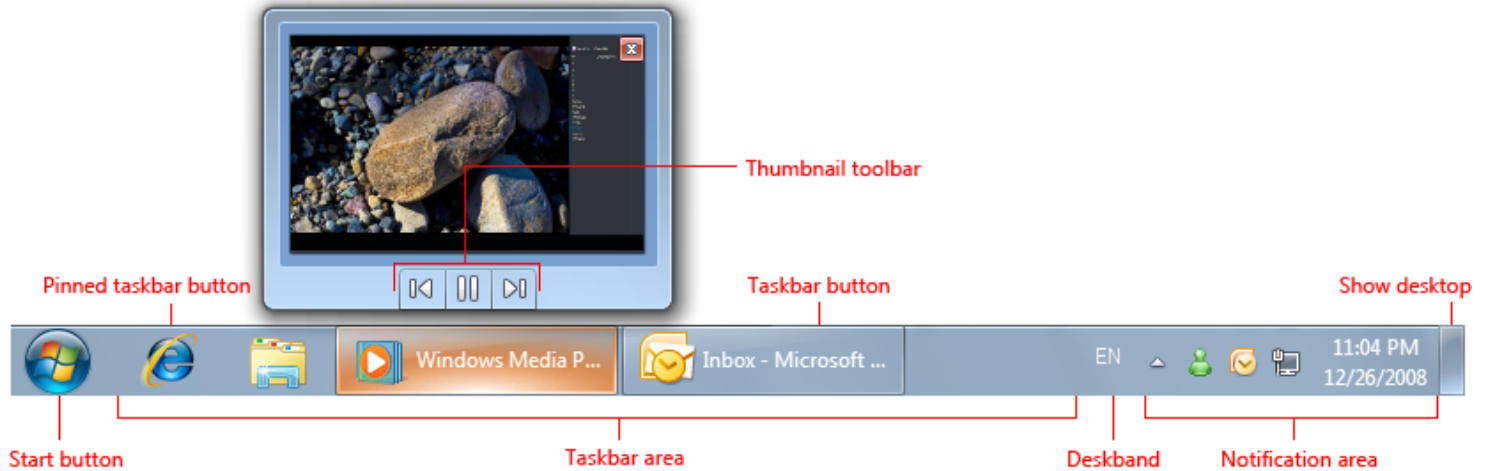 Thumbnail toolbar
Pinned taskbar button
Taskbar button
Show desktop
Windows Media P...
Inbox - Microsoft ...
EN
11:04 PM
12/26/2008
Start button
Taskbar area
Deskband
Notification area